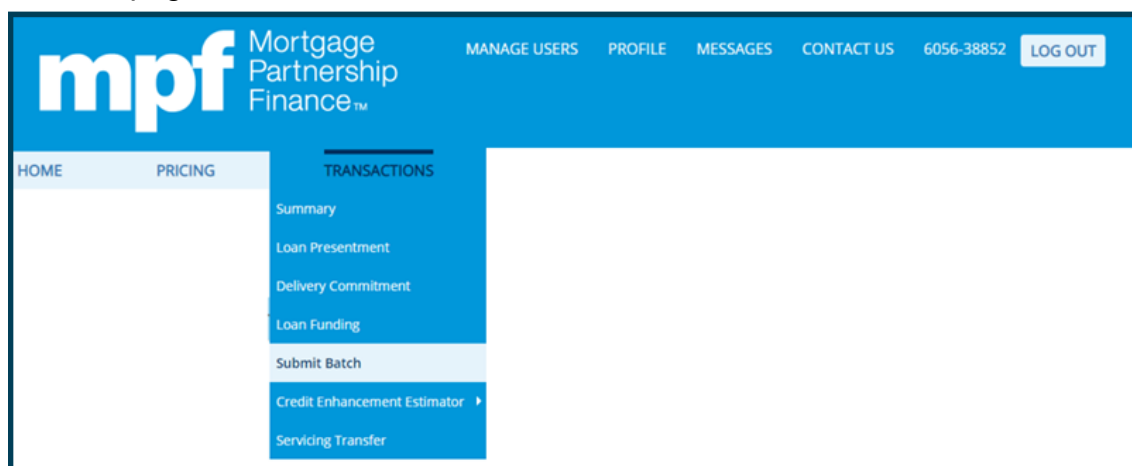 mpf Mortgage
Partnership
Finance™
MANAGE USERS PROFILE MESSAGES CONTACT US 6056-38852 LOG OUT
HOME PRICING TRANSACTIONS
Summary
Loan Presentment
Delivery Commitment
Loan Funding
Submit Batch
Credit Enhancement Estimator
Servicing Transfer